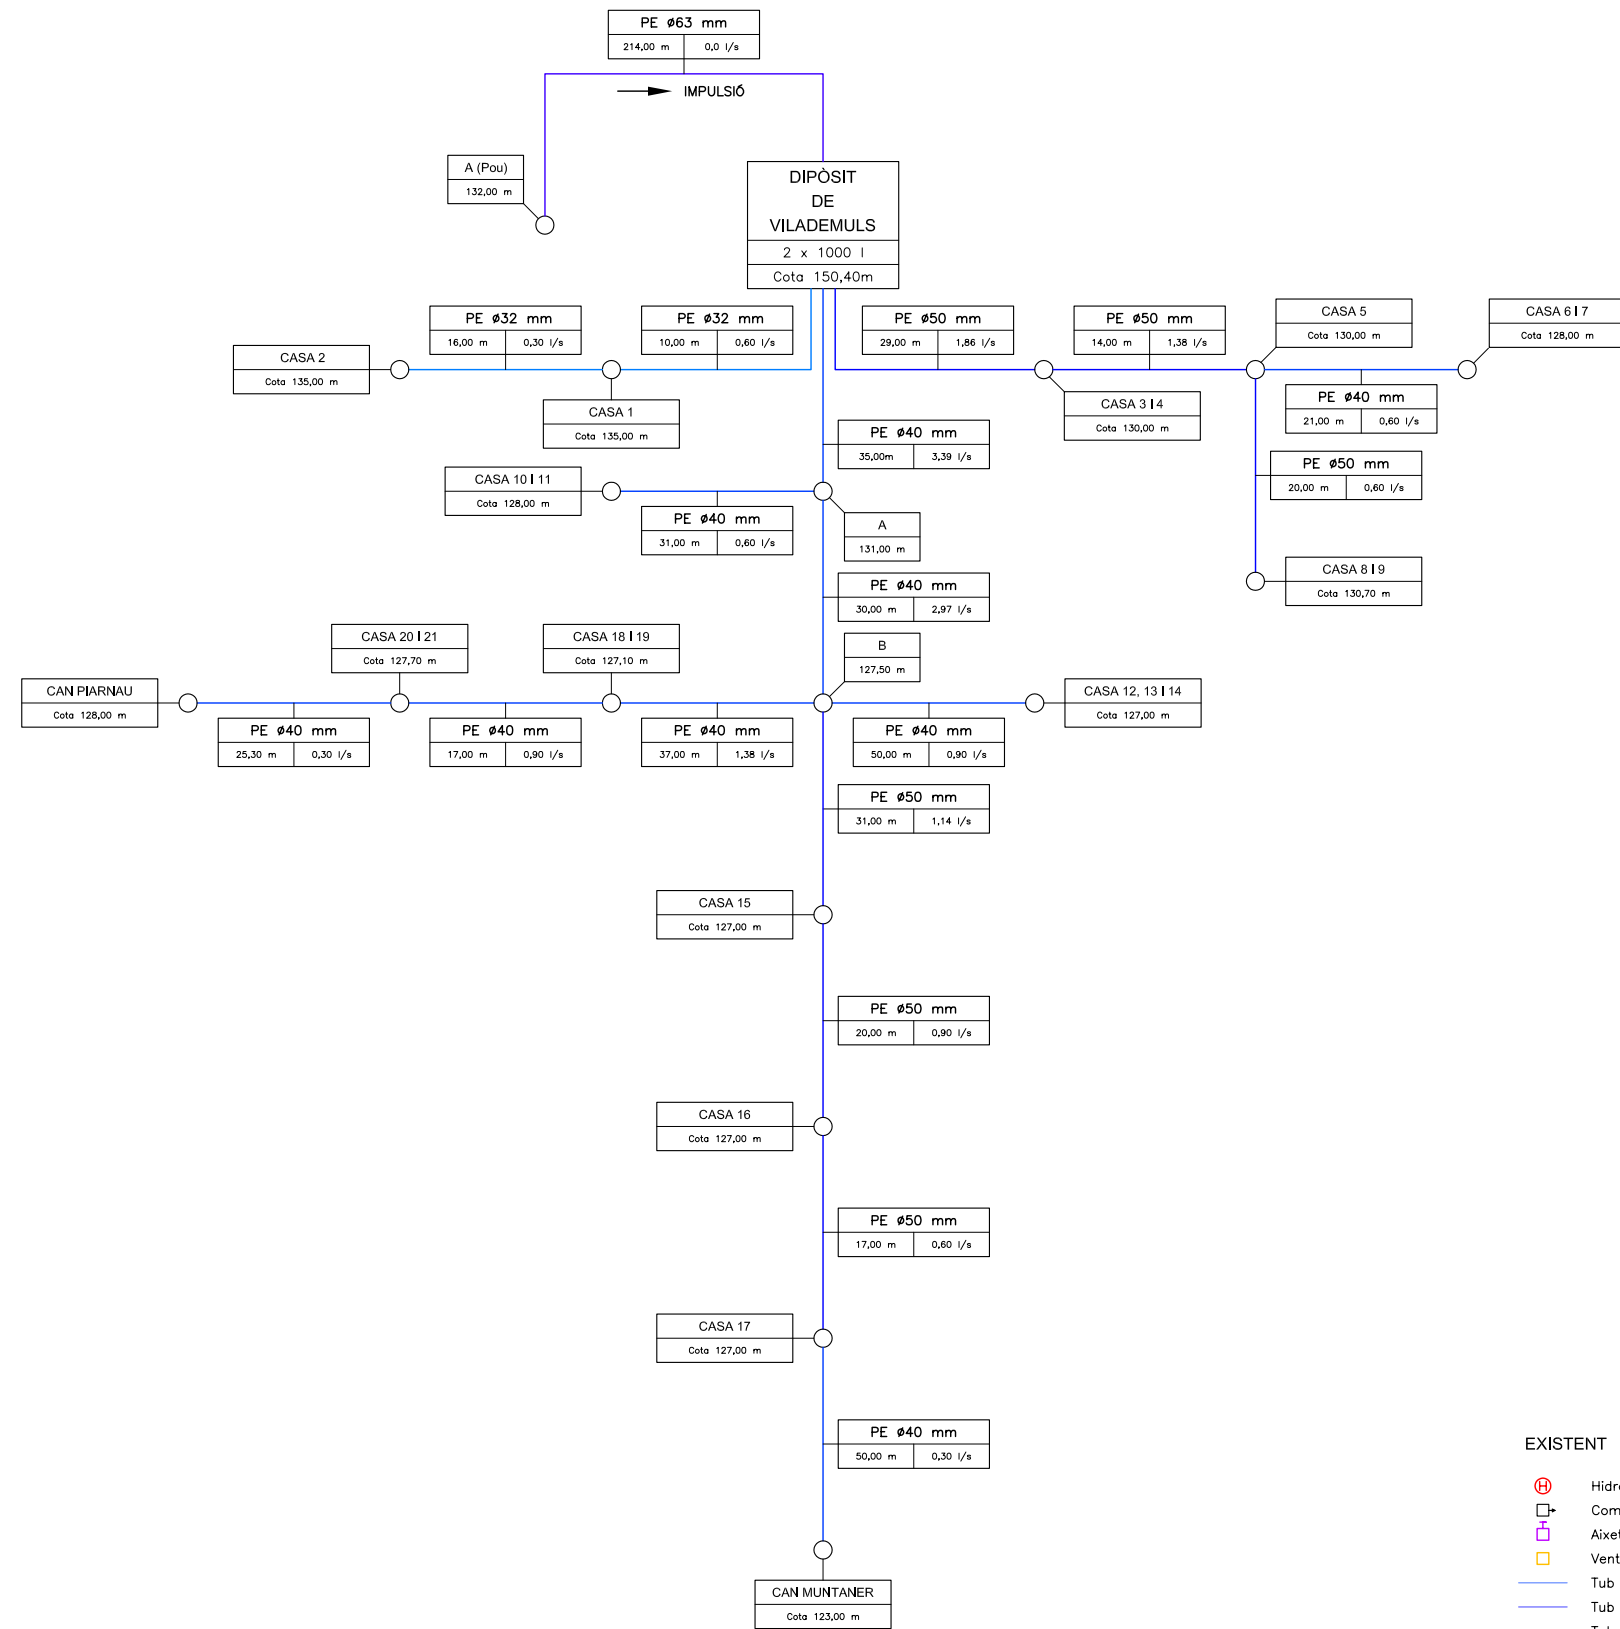 PE ø63 mm
214,00 m 0,0 l/s
IMPULSIÓ
A (Pou)
132,00 m
DIPÒSIT
DE
VILADEMULS
2 x 1000 l
Cota 150,40m
PE ø32 mm
16,00 m 0,30 l/s
PE ø32 mm
10,00 m 0,60 l/s
PE ø50 mm
29,00 m 1,86 l/s
PE ø50 mm
14,00 m 1,38 l/s
CASA 5
Cota 130,00 m
CASA 6 I 7
Cota 128,00 m
CASA 2
Cota 135,00 m
CASA 1
Cota 135,00 m
CASA 3 I 4
Cota 130,00 m
PE ø40 mm
21,00 m 0,60 l/s
PE ø40 mm
35,00m 3,39 l/s
PE ø50 mm
20,00 m 0,60 l/s
CASA 10 I 11
Cota 128,00 m
PE ø40 mm
31,00 m 0,60 l/s
A
131,00 m
CASA 8 I 9
Cota 130,70 m
PE ø40 mm
30,00 m 2,97 l/s
CASA 20 I 21
Cota 127,70 m
CASA 18 I 19
Cota 127,10 m
B
127,50 m
CAN PIARNAU
Cota 128,00 m
CASA 12, 13 I 14
Cota 127,00 m
PE ø40 mm
25,30 m 0,30 l/s
PE ø40 mm
17,00 m 0,90 l/s
PE ø40 mm
37,00 m 1,38 l/s
PE ø40 mm
50,00 m 0,90 l/s
PE ø50 mm
31,00 m 1,14 l/s
CASA 15
Cota 127,00 m
PE ø50 mm
20,00 m 0,90 l/s
CASA 16
Cota 127,00 m
PE ø50 mm
17,00 m 0,60 l/s
CASA 17
Cota 127,00 m
PE ø40 mm
50,00 m 0,30 l/s
CAN MUNTANER
Cota 123,00 m
EXISTENT
H
Tub
Tub